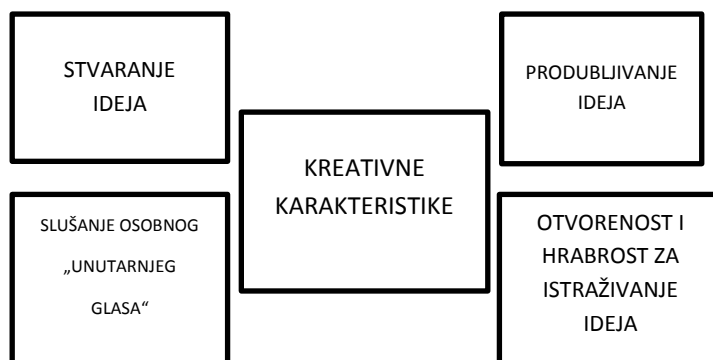 STVARANJE
IDEJA
PRODUBLJIVANJE
IDEJA
KREATIVNE
KARAKTERISTIKE
SLUŠANJE OSOBNOG
„UNUTARNJEG
GLASA“
OTVORENOST I
HRABROST ZA
ISTRAŽIVANJE
IDEJA